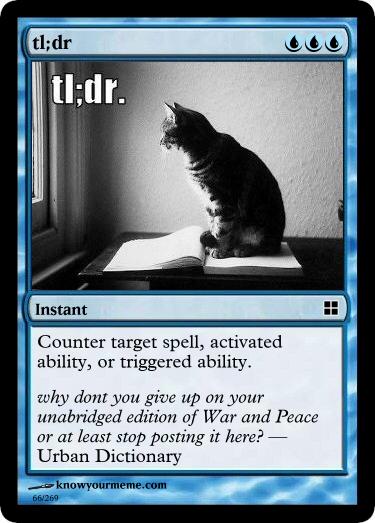 tl;dr
tl;dr.
Instant
Counter target spell, activated
ability, or triggered ability.
why dont you give up on your
unabridged edition of War and Peace
or at least stop posting it here? —
Urban Dictionary
knowyourmeme.com
66/269